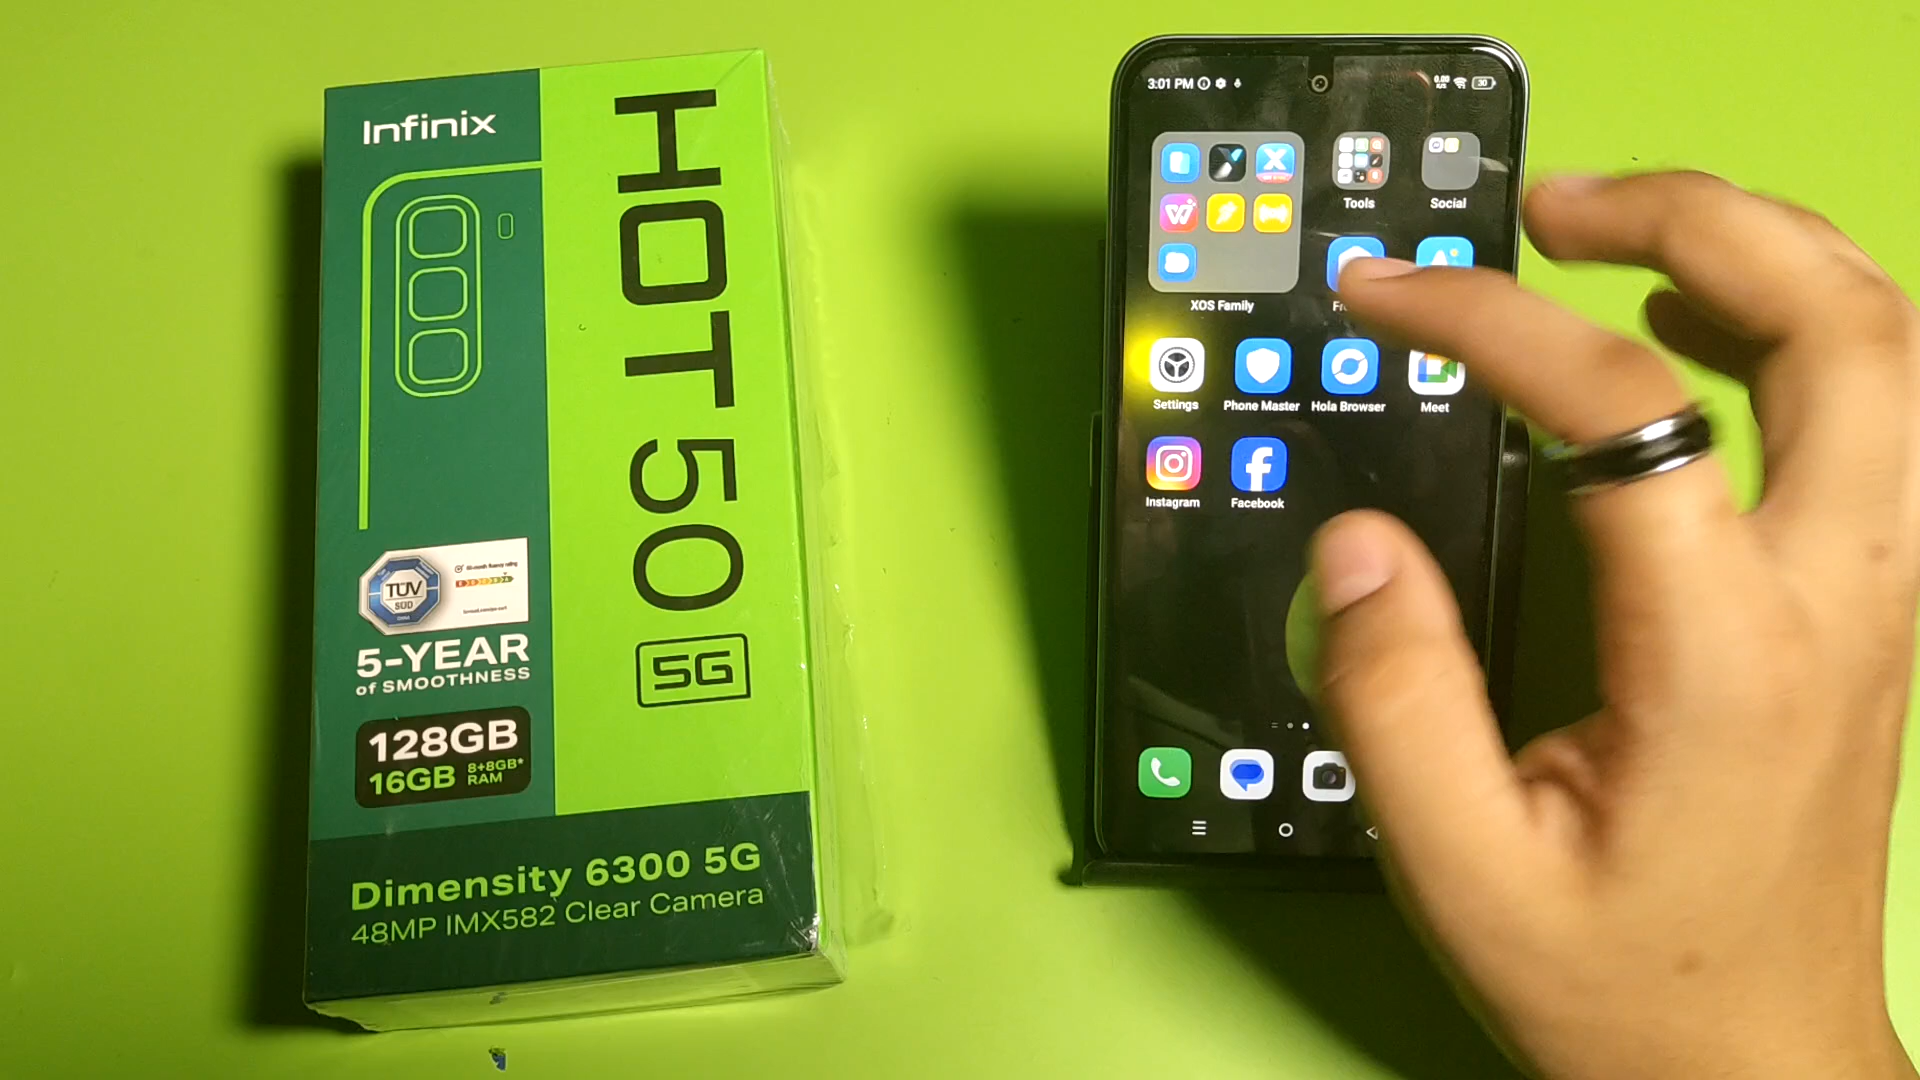 Infinix
HOT 50
5G
TÜV
SÜD
5-YEAR
of SMOOTHNESS
128GB
16GB 8+8GB*
RAM
Dimensity 6300 5G
48MP IMX582 Clear Camera
3:01 PM
30
Tools
Social
XOS Family
Settings
Phone Master
Hola Browser
Meet
Instagram
Facebook